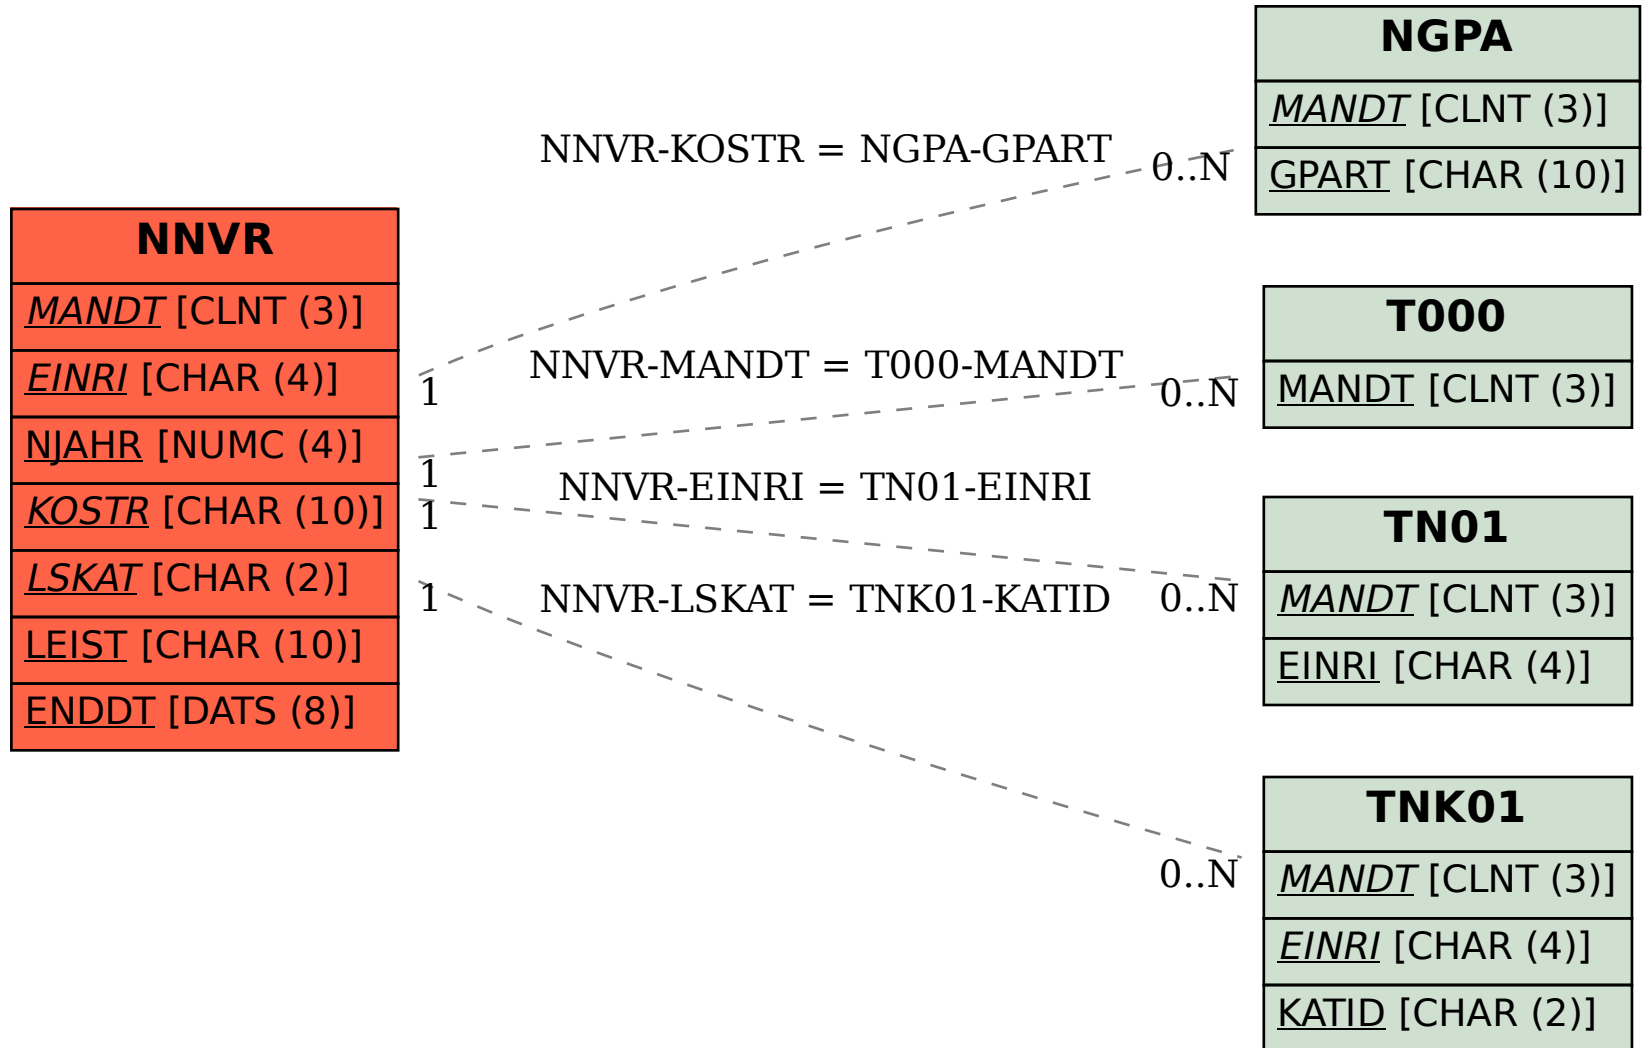 NNVR
MANDT [CLNT (3)]
EINRI [CHAR (4)]
NJAHR [NUMC (4)]
KOSTR [CHAR (10)]
LSKAT [CHAR (2)]
LEIST [CHAR (10)]
ENDDT [DATS (8)]
NNVR-KOSTR = NGPA-GPART
0..N
1
NNVR-MANDT = T000-MANDT
0..N
1
NNVR-EINRI = TN01-EINRI
1
0..N
NNVR-LSKAT = TNK01-KATID
1
0..N
NGPA
MANDT [CLNT (3)]
GPART [CHAR (10)]
T000
MANDT [CLNT (3)]
TN01
MANDT [CLNT (3)]
EINRI [CHAR (4)]
TNK01
MANDT [CLNT (3)]
EINRI [CHAR (4)]
KATID [CHAR (2)]